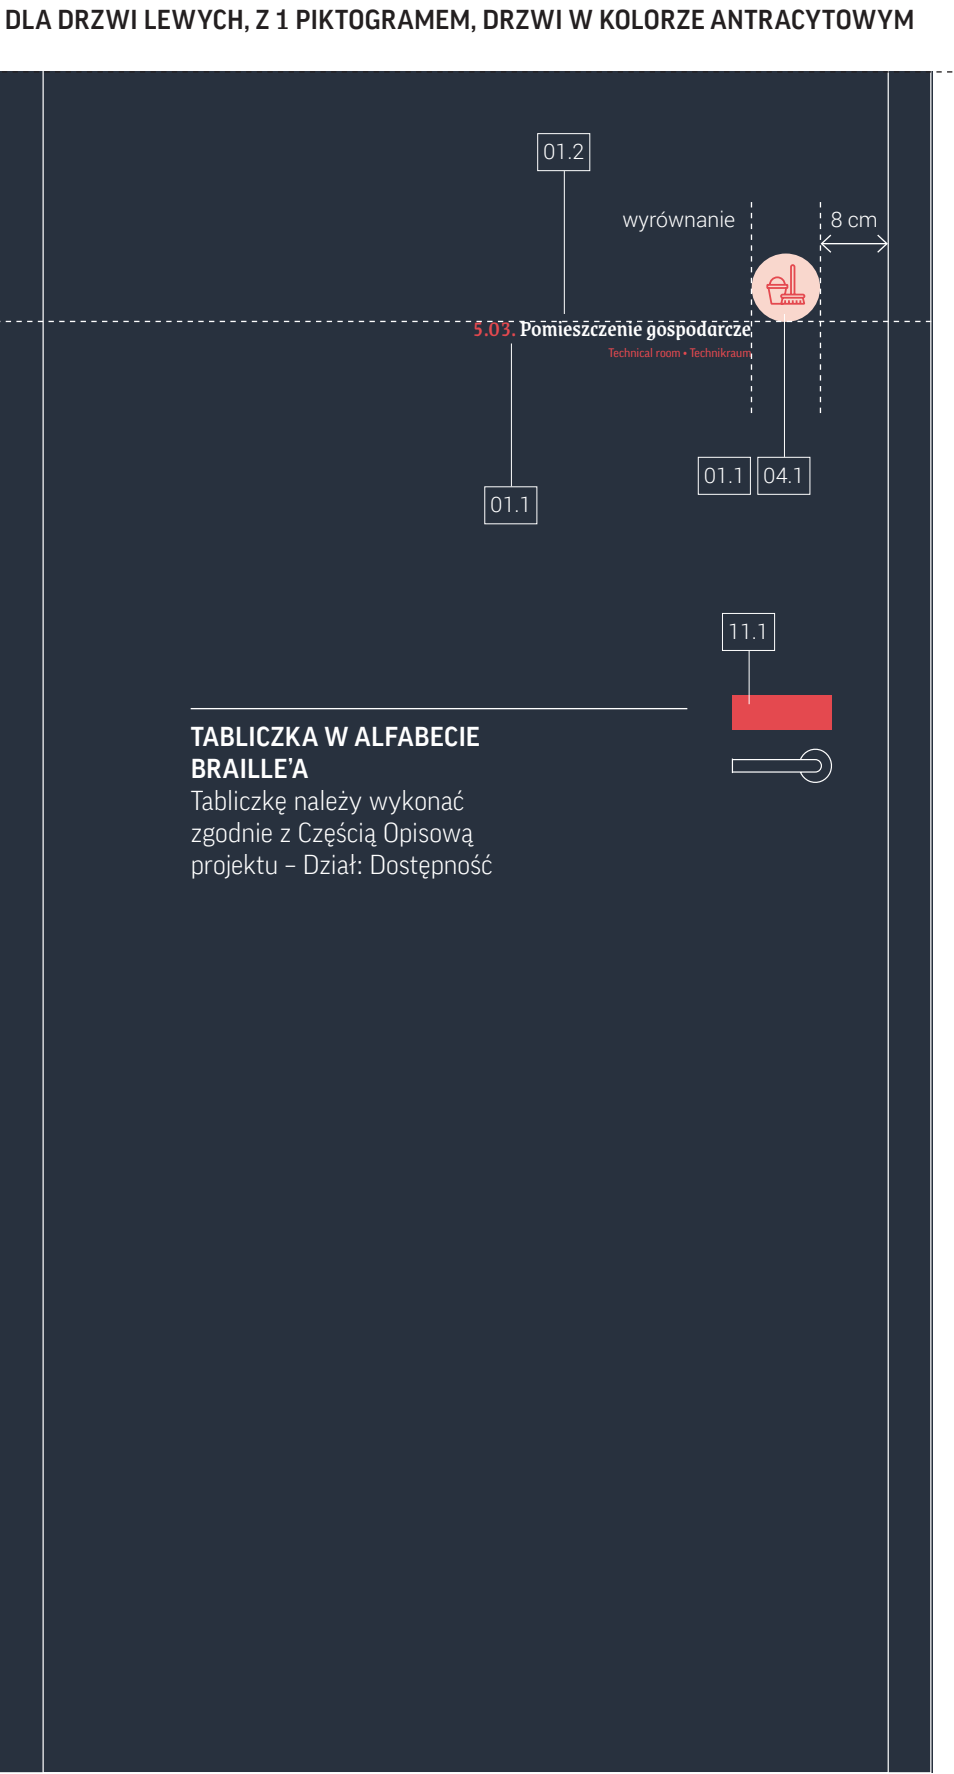 DLA DRZWI LEWYCH, Z 1 PIKTOGRAMEM, DRZWI W KOLORZE ANTRACYTOWYM
01.2
wyrównanie
8 cm
5.03. Pomieszczenie gospodarcze
Technical room • Technikraum
01.1
04.1
01.1
11.1
TABLICZKA W ALFABECIE
BRAILLE’A
Tabliczkę należy wykonać
zgodnie z Częścią Opisową
projektu – Dział: Dostępność